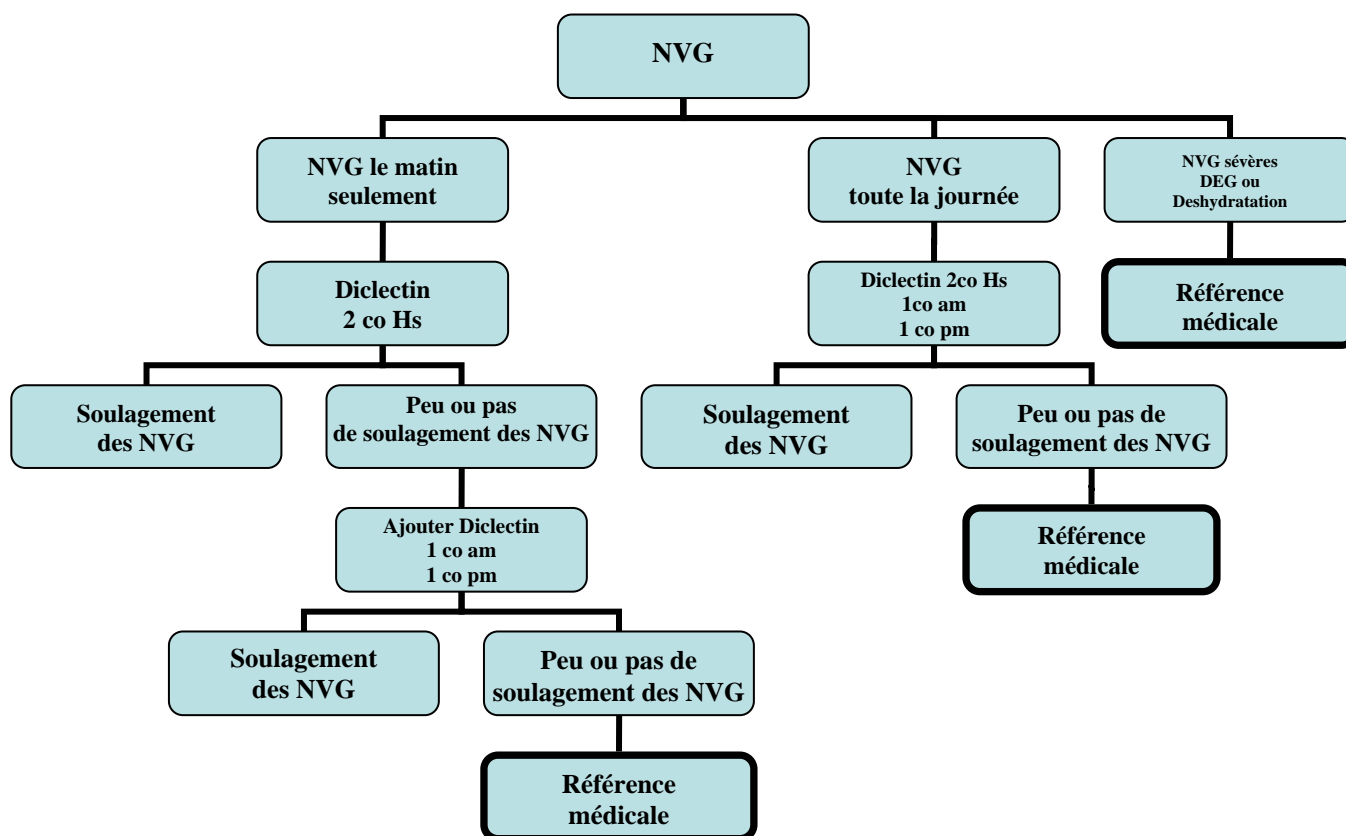 NVG
NVG le matin
seulement
NVG
toute la journée
NVG sévères
DEG ou
Deshydratation
Diclectin
2 co Hs
Diclectin 2co Hs
1co am
1 co pm
Référence
médicale
Soulagement
des NVG
Peu ou pas
de soulagement des NVG
Soulagement
des NVG
Peu ou pas de
soulagement des NVG
Ajouter Diclectin
1 co am
1 co pm
Référence
médicale
Soulagement
des NVG
Peu ou pas de
soulagement des NVG
Référence
médicale